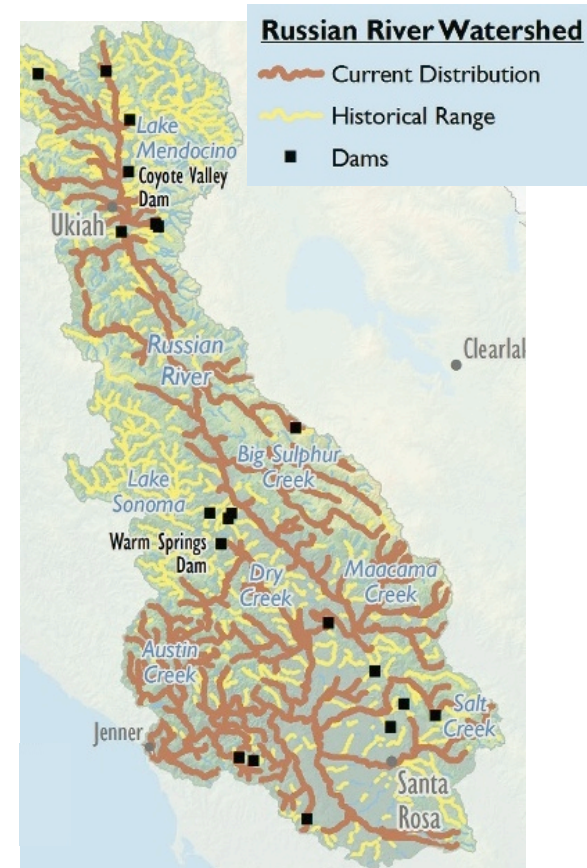 Russian River Watershed
Current Distribution
Historical Range
Dams
Lake
Mendocino
Coyote Valley
Dam
Ukiah
Russian
River
Clearlak
Big Sulphur
Creek
Lake
Sonoma
Warm Springs
Dam
Dry
Creek
Maacama
Creek
Austin
Creek
Salt
Creek
Jenner
Santa
Rosa